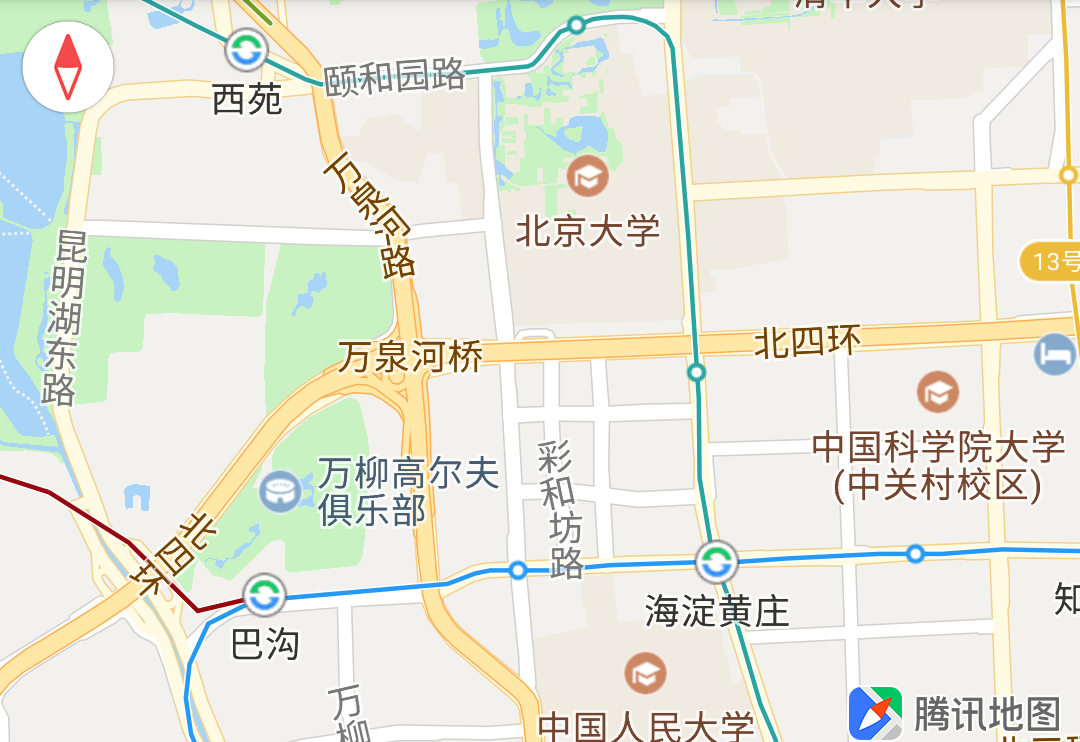 西苑
颐和园路
万泉河路
北京大学
13号
昆明湖东路
万泉河桥
北四环
中国科学院大学
(中关村校区)
彩和坊路
万柳高尔夫
俱乐部
北四环
海淀黄庄
巴沟
知
万柳
中国人民大学
腾讯地图